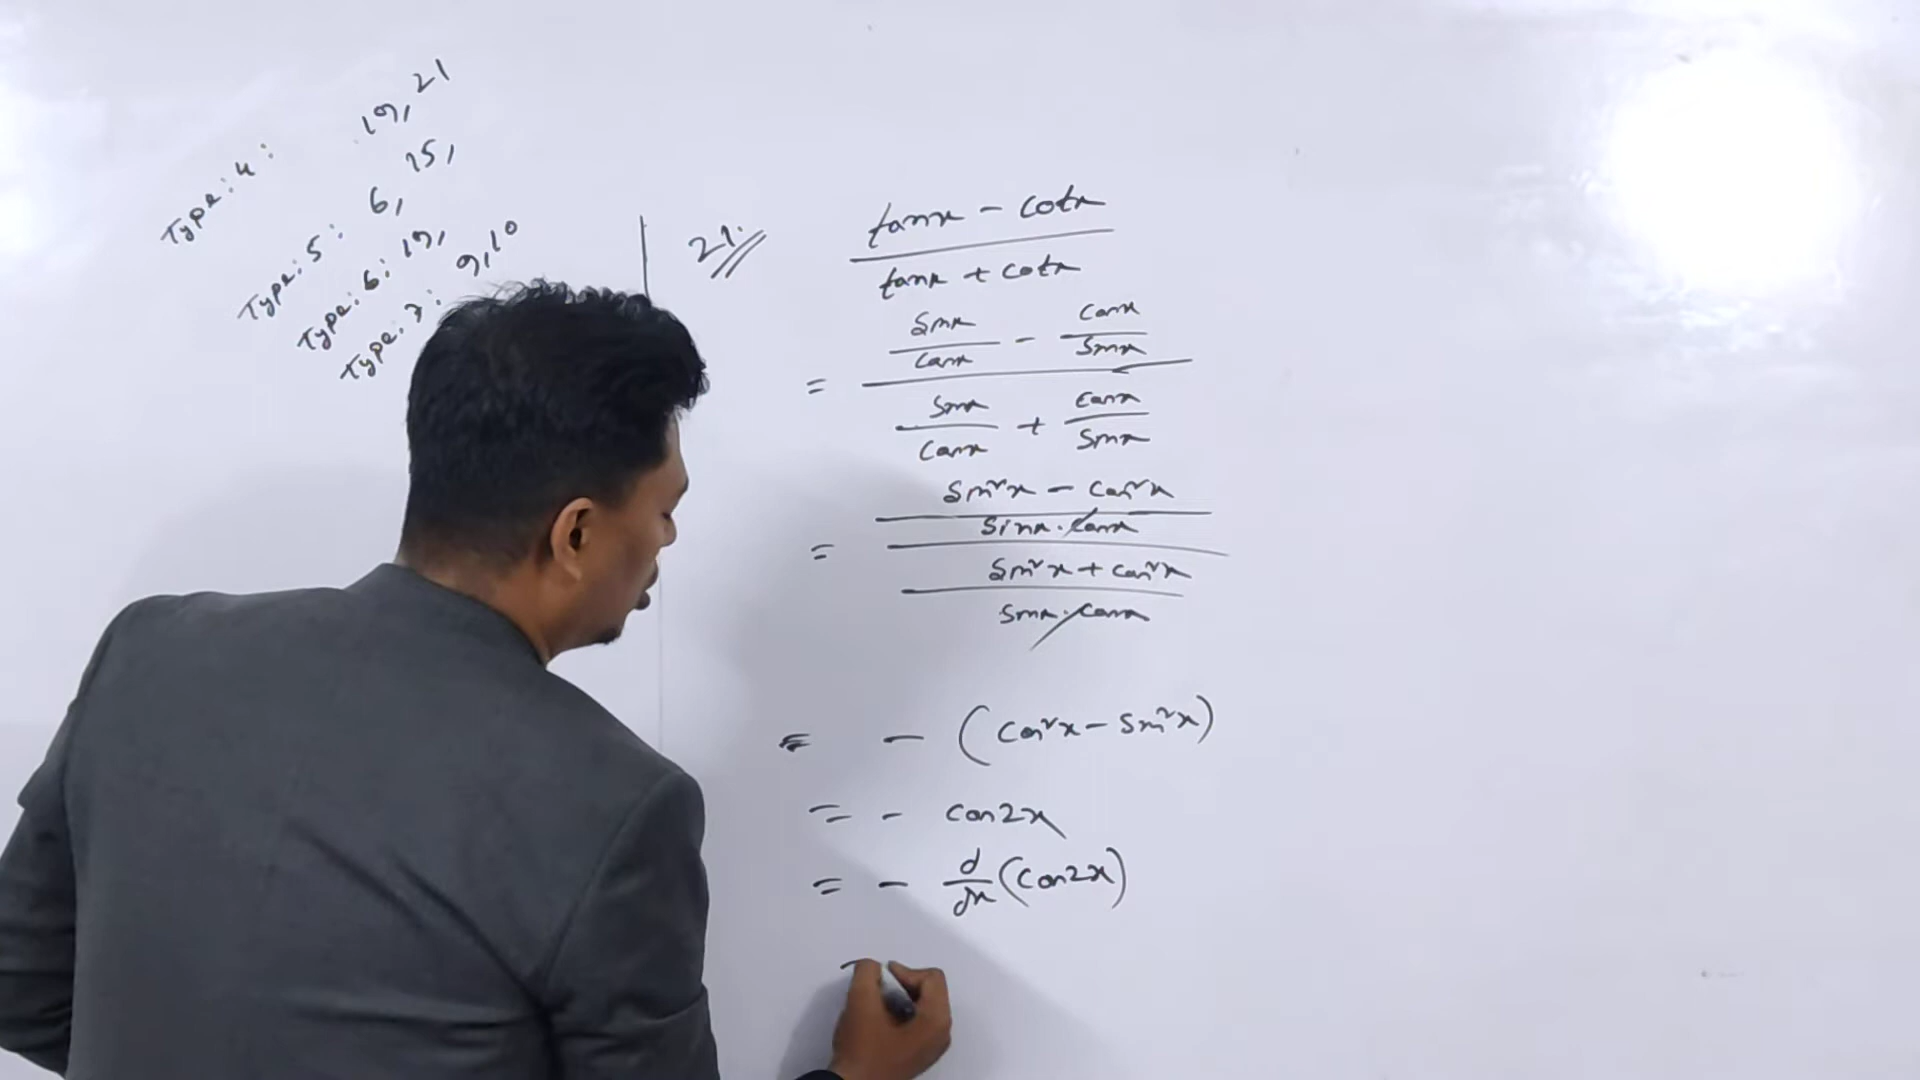 Type: 4: 19, 21
Type: 5: 6, 25,
Type: 6: 19,
Type: 7: 9, 10
21.
tanx - cotx
tanx + cotx
= sinx/cosx - cosx/sinx
sinx/cosx + cosx/sinx
= sin²x - cos²x
sinx.cosx
sin²x + cos²x
sinx.cosx
= - (cos²x - sin²x)
= - cos2x
= - d/dx (cos2x)